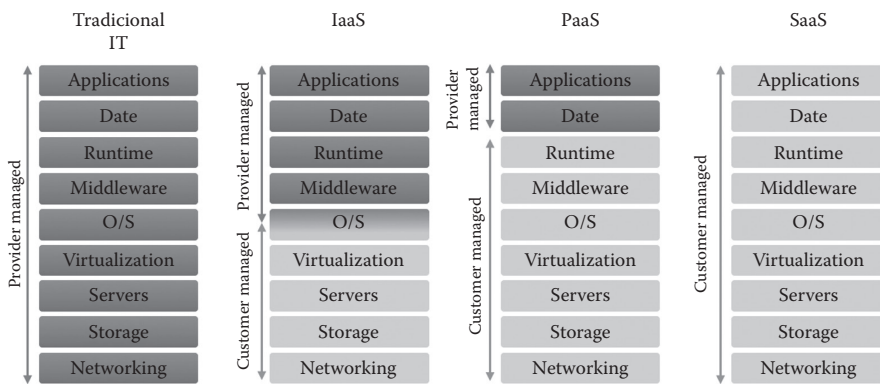 Tradicional
IT
Provider managed
Applications
Date
Runtime
Middleware
O/S
Virtualization
Servers
Storage
Networking
IaaS
Provider managed
Customer managed
Applications
Date
Runtime
Middleware
O/S
Virtualization
Servers
Storage
Networking
PaaS
Provider
managed
Customer managed
Applications
Date
Runtime
Middleware
O/S
Virtualization
Servers
Storage
Networking
SaaS
Customer managed
Applications
Date
Runtime
Middleware
O/S
Virtualization
Servers
Storage
Networking